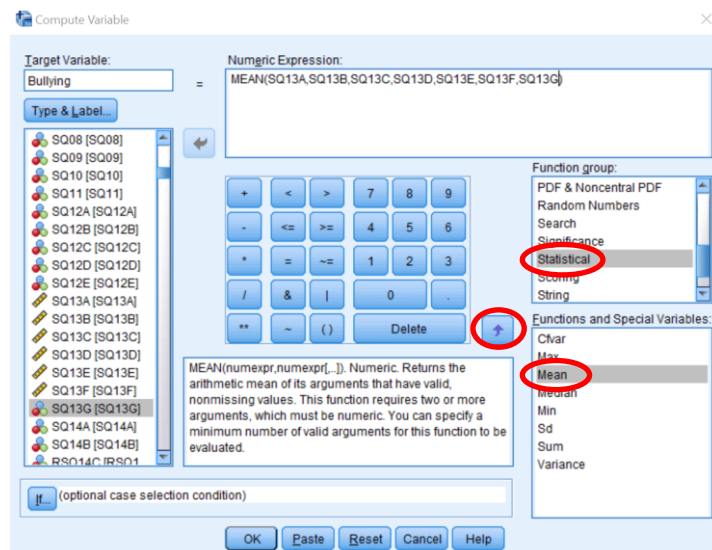 Compute Variable
Target Variable:
Bullying
=
Numeric Expression:
MEAN(SQ13A,SQ13B,SQ13C,SQ13D,SQ13E,SQ13F,SQ13G)
Type & Label...
SQ08 [SQ08]
SQ09 [SQ09]
SQ10 [SQ10]
SQ11 [SQ11]
SQ12A [SQ12A]
SQ12B [SQ12B]
SQ12C [SQ12C]
SQ12D [SQ12D]
SQ12E [SQ12E]
SQ13A [SQ13A]
SQ13B [SQ13B]
SQ13C [SQ13C]
SQ13D [SQ13D]
SQ13E [SQ13E]
SQ13F [SQ13F]
SQ13G [SQ13G]
SQ14A [SQ14A]
SQ14B [SQ14B]
RSQ14C [RSQ1...
+ < > 7 8 9
- <= >= 4 5 6
* = ~= 1 2 3
/ & | 0 .
** ~ ( ) Delete
Function group:
PDF & Noncentral PDF
Random Numbers
Search
Significance
Statistical
Scoring
String
Functions and Special Variables:
Cfvar
Max
Mean
Median
Min
Sd
Sum
Variance
MEAN(numexpr,numexpr[,..]). Numeric. Returns the
arithmetic mean of its arguments that have valid,
nonmissing values. This function requires two or more
arguments, which must be numeric. You can specify a
minimum number of valid arguments for this function to be
evaluated.
If... (optional case selection condition)
OK Paste Reset Cancel Help